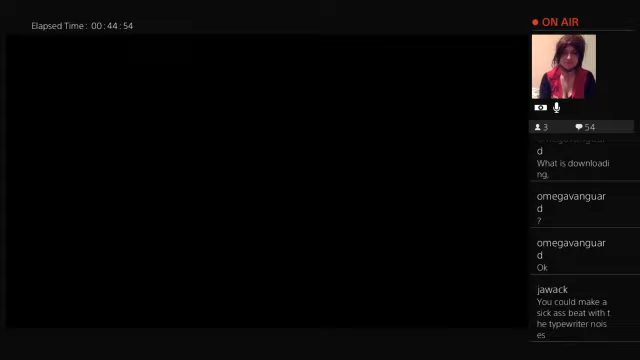 Elapsed Time: 00:44:54
ON AIR
3
54
d
What is downloadi
ng,
omegavanguar
d
?
omegavanguar
d
Ok
jawack
You could make a
sick ass beat with t
he typewriter nois
es